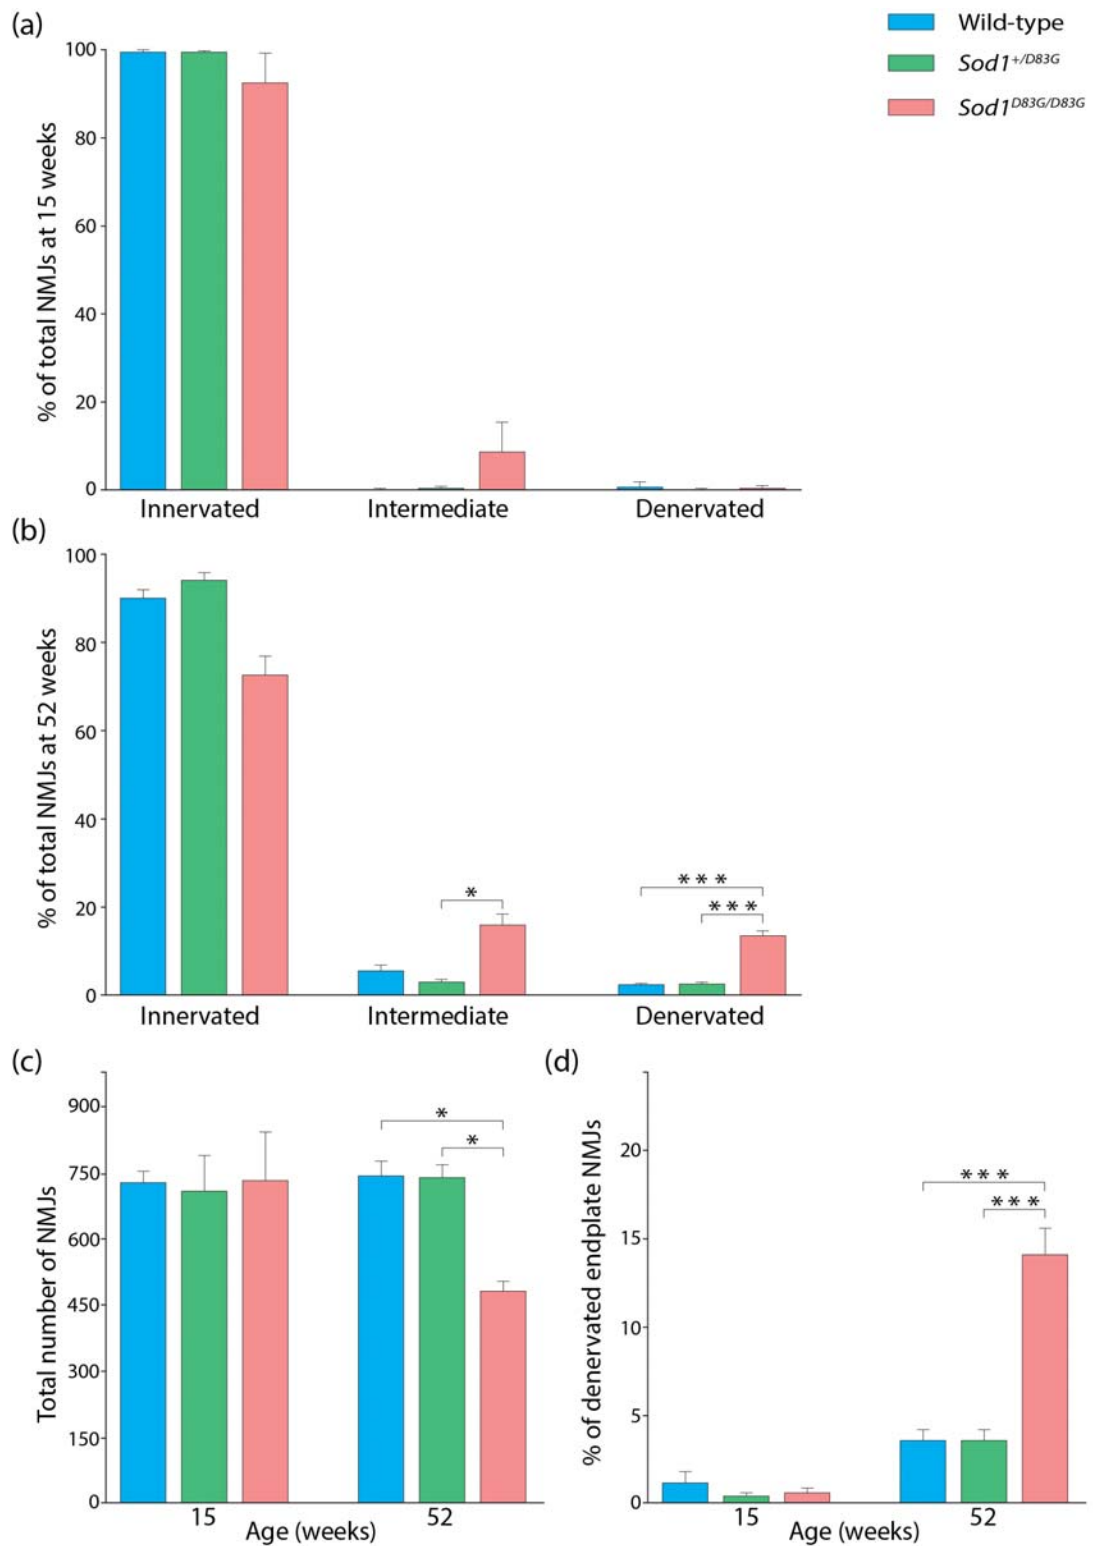 (a)
Wild-type
Sod1+/D83G
Sod1D83G/D83G
% of total NMJs at 15 weeks
100
80
60
40
20
0
Innervated Intermediate Denervated
(b)
% of total NMJs at 52 weeks
100
80
60
40
20
0
* *** ***
Innervated Intermediate Denervated
(c)
Total number of NMJs
900
750
600
450
300
150
0
*
*
15 52
Age (weeks)
(d)
% of denervated endplate NMJs
20
15
10
5
0
***
***
15 52
Age (weeks)